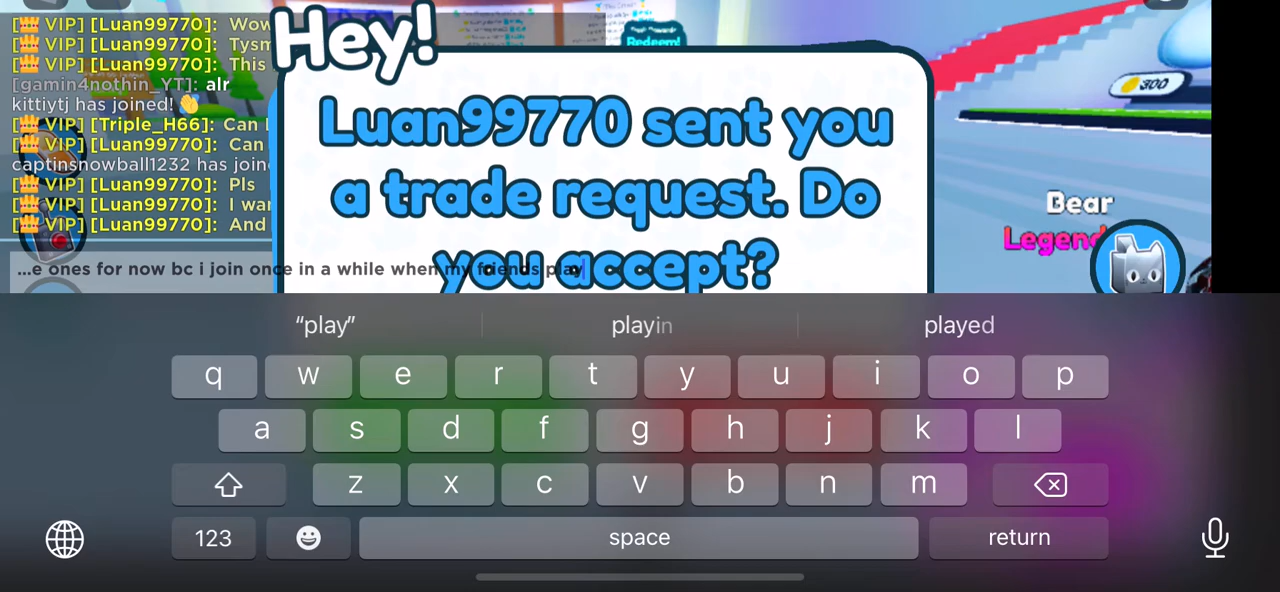 Hey!
Redeem!
[👑 VIP] [Luan99770]: Wow
[👑 VIP] [Luan99770]: Tysm
[👑 VIP] [Luan99770]: This
[gamin4nothin_YT]: alr
kittiytj has joined! 👋
[👑 VIP] [Triple_H66]: Can
[👑 VIP] [Luan99770]: Can
captinsnowball1232 has join
[👑 VIP] [Luan99770]: Pls
[👑 VIP] [Luan99770]: I
[👑 VIP] [Luan99770]: And
Luan99770 sent you
a trade request. Do
you accept?
300
Bear
Legend
...e ones for now bc i join once in a while when my friends play
“play” playin played
q w e r t y u i o p
a s d f g h j k l
z x c v b n m
123 space return